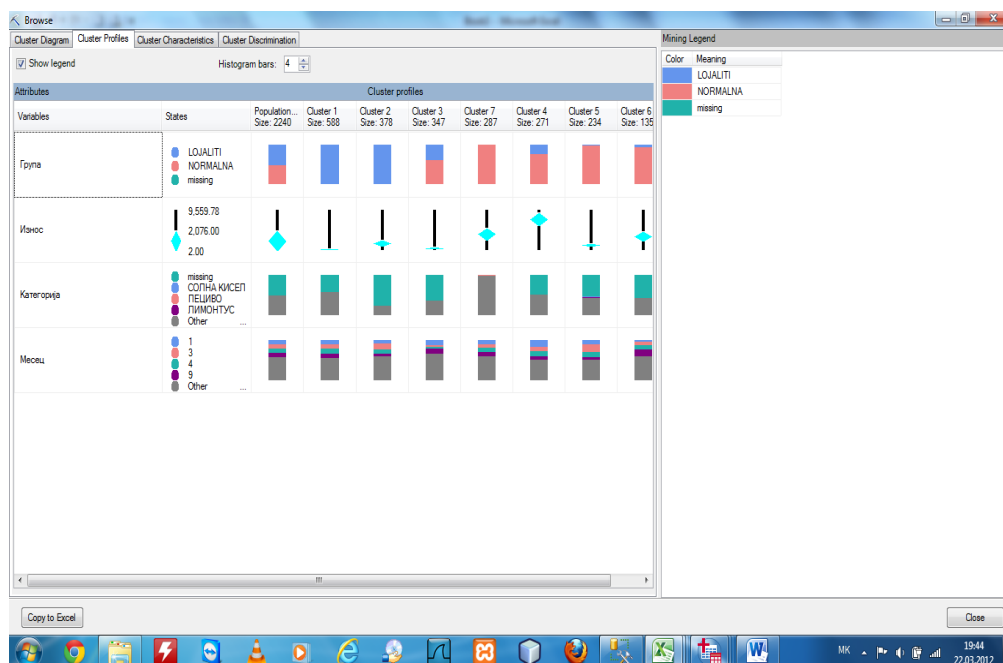 Browse
Cluster Diagram Cluster Profiles Cluster Characteristics Cluster Discrimination
Show legend Histogram bars: 4
Attributes Cluster profiles
Variables States Population... Size: 2240 Cluster 1 Size: 588 Cluster 2 Size: 378 Cluster 3 Size: 347 Cluster 7 Size: 287 Cluster 4 Size: 271 Cluster 5 Size: 234 Cluster 6 Size: 135
Група
LOJALITI
NORMALNA
missing
Износ
9,559.78
2,076.00
2.00
Категорија
missing
СОЛНА КИСЕЛ
ПЕЦИВО
ЛИМОНТУС
Other ...
Месец
1
3
4
9
Other ...
Mining Legend
Color Meaning
LOJALITI
NORMALNA
missing
Copy to Excel
Close
MK
19:44
22.03.2012